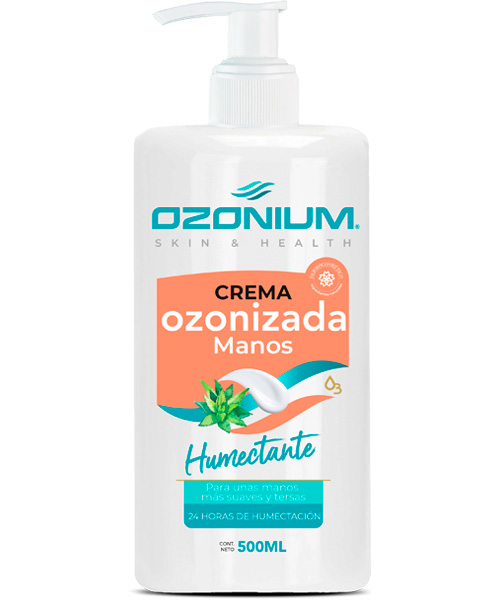 OZONIUM®
SKIN & HEALTH
CREMA
ozonizada
Manos
O3
Humectante
Para unas manos
más suaves y tersas
24 HORAS DE HUMECTACIÓN
CONT.
NETO 500ML